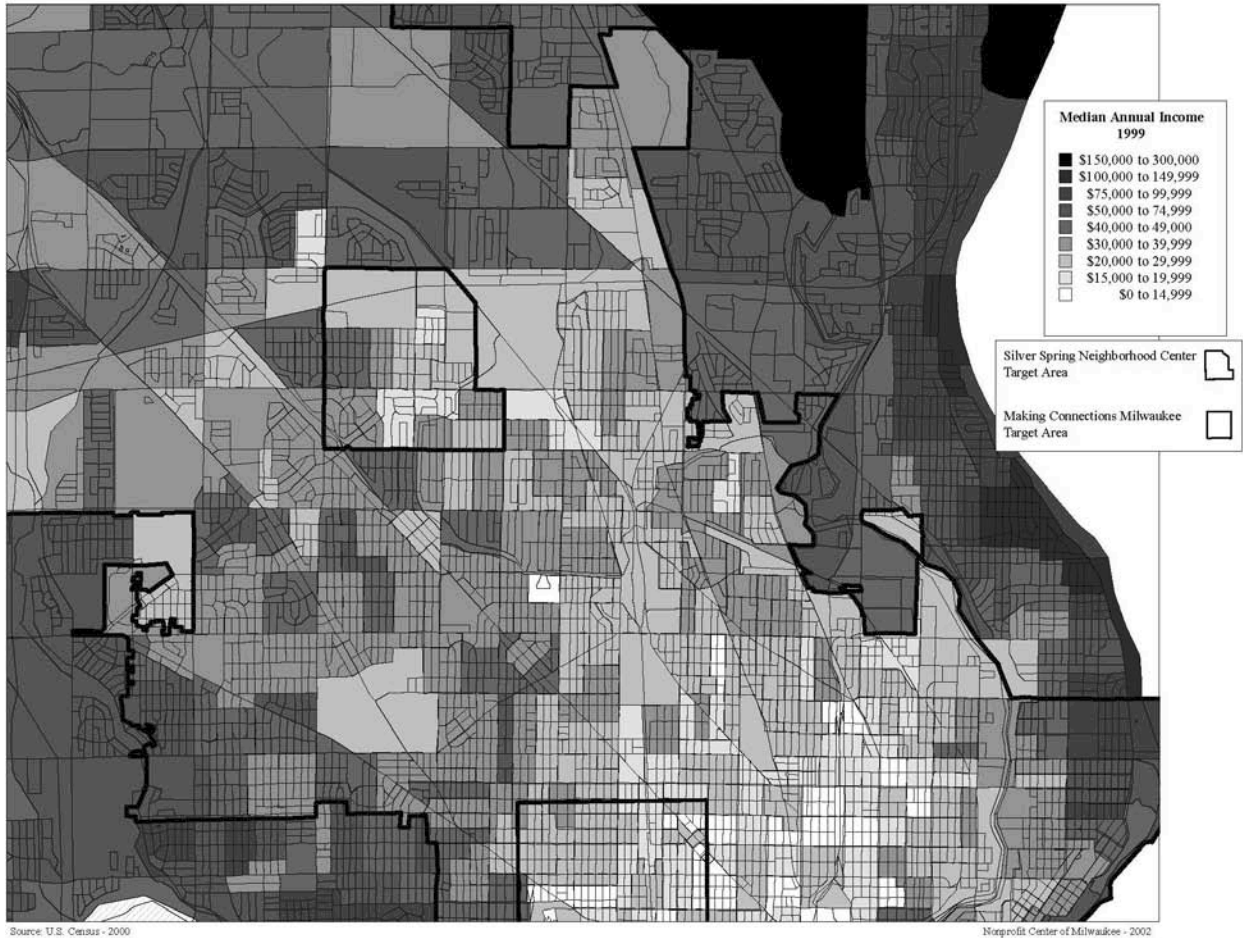 Median Annual Income
1999
$150,000 to 300,000
$100,000 to 149,999
$75,000 to 99,999
$50,000 to 74,999
$40,000 to 49,000
$30,000 to 39,999
$20,000 to 29,999
$15,000 to 19,999
$0 to 14,999
Silver Spring Neighborhood Center
Target Area
Making Connections Milwaukee
Target Area
Source: U.S. Census - 2000
Nonprofit Center of Milwaukee - 2002